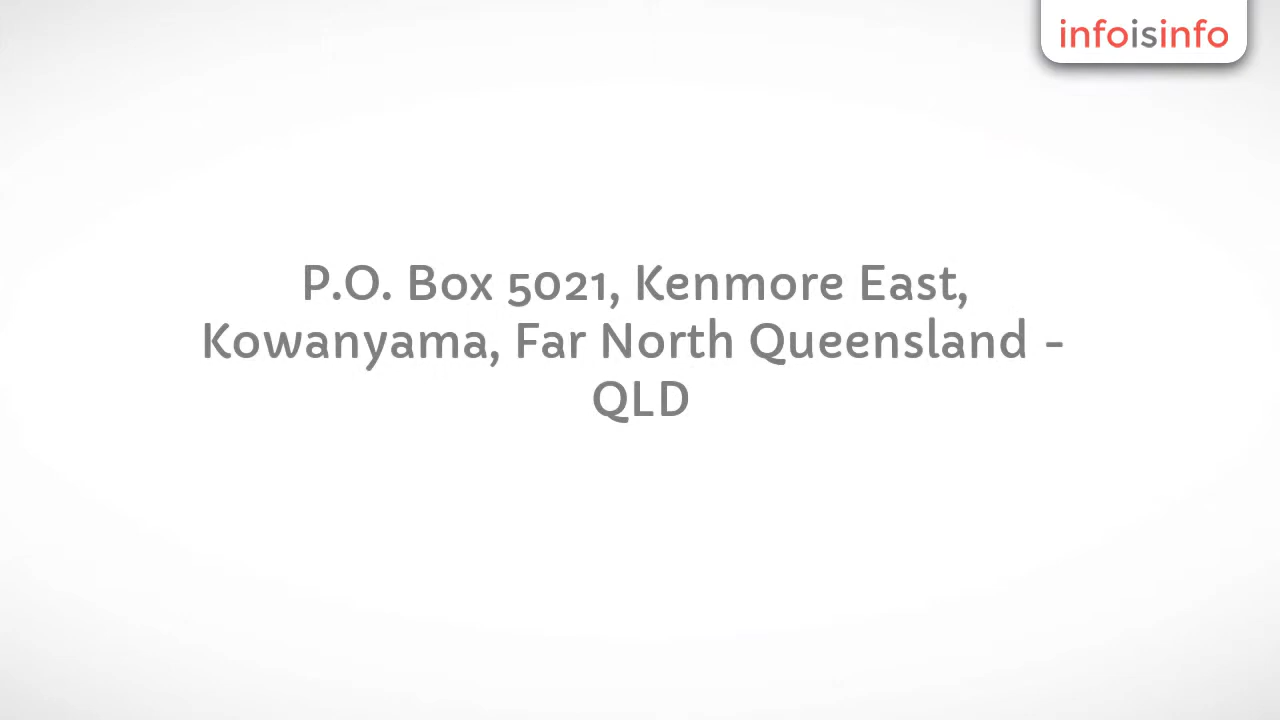 infoisinfo
P.O. Box 5021, Kenmore East,
Kowanyama, Far North Queensland -
QLD